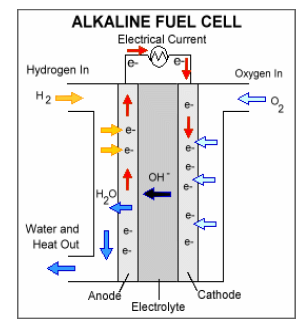 ALKALINE FUEL CELL
Electrical Current
e- e-
Hydrogen In
Oxygen In
H2
O2
e-
e- e-
e-
e-
OH-
e-
H2O
e-
Water and
Heat Out
e-
e-
e-
e-
Anode
Cathode
Electrolyte